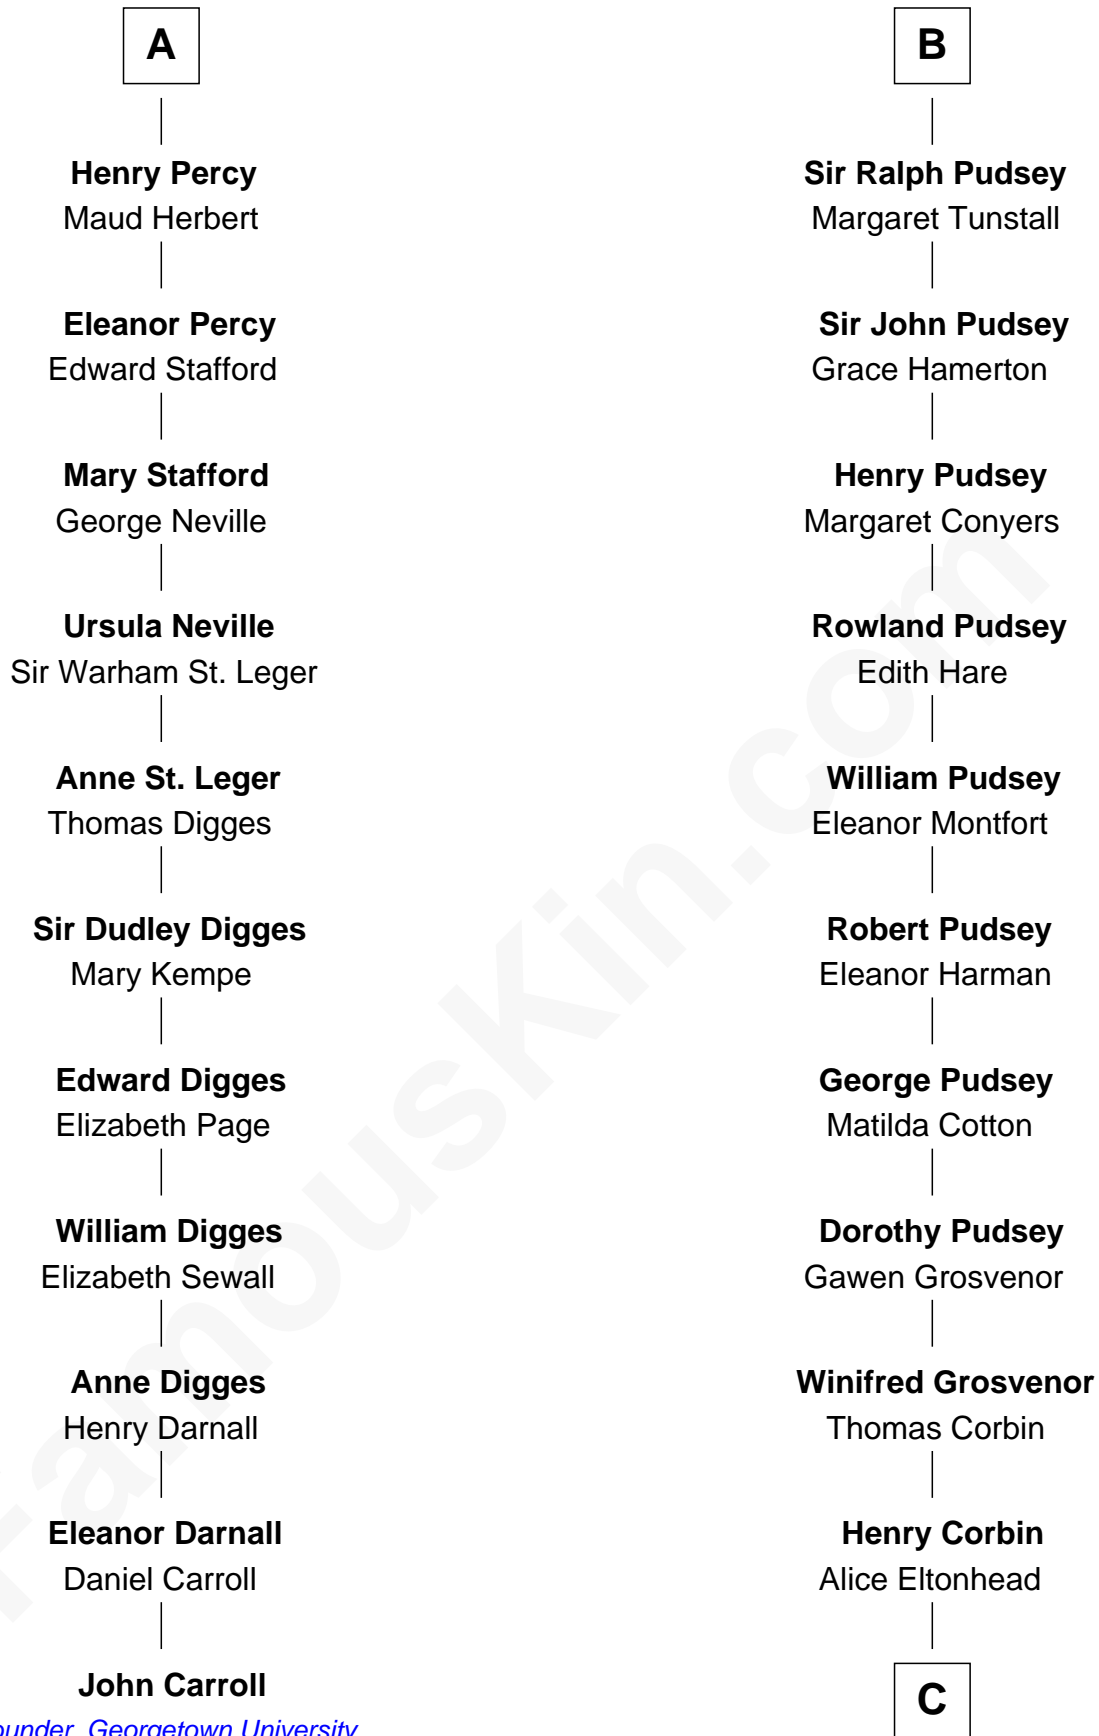 A
Henry Percy
Maud Herbert
Eleanor Percy
Edward Stafford
Mary Stafford
George Neville
Ursula Neville
Sir Warham St. Leger
Anne St. Leger
Thomas Digges
Sir Dudley Digges
Mary Kempe
Edward Digges
Elizabeth Page
William Digges
Elizabeth Sewall
Anne Digges
Henry Darnall
Eleanor Darnall
Daniel Carroll
John Carroll
Georgetown University
B
Sir Ralph Pudsey
Margaret Tunstall
Sir John Pudsey
Grace Hamerton
Henry Pudsey
Margaret Conyers
Rowland Pudsey
Edith Hare
William Pudsey
Eleanor Montfort
Robert Pudsey
Eleanor Harman
George Pudsey
Matilda Cotton
Dorothy Pudsey
Gawen Grosvenor
Winifred Grosvenor
Thomas Corbin
Henry Corbin
Alice Eltonhead
C
FamousKin.com